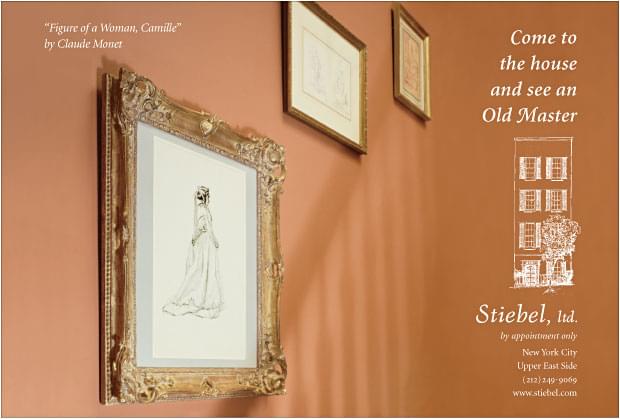 “Figure of a Woman, Camille”
by Claude Monet
Come to
the house
and see an
Old Master
Stiebel, ltd.
by appointment only
New York City
Upper East Side
(212) 249-9069
www.stiebel.com